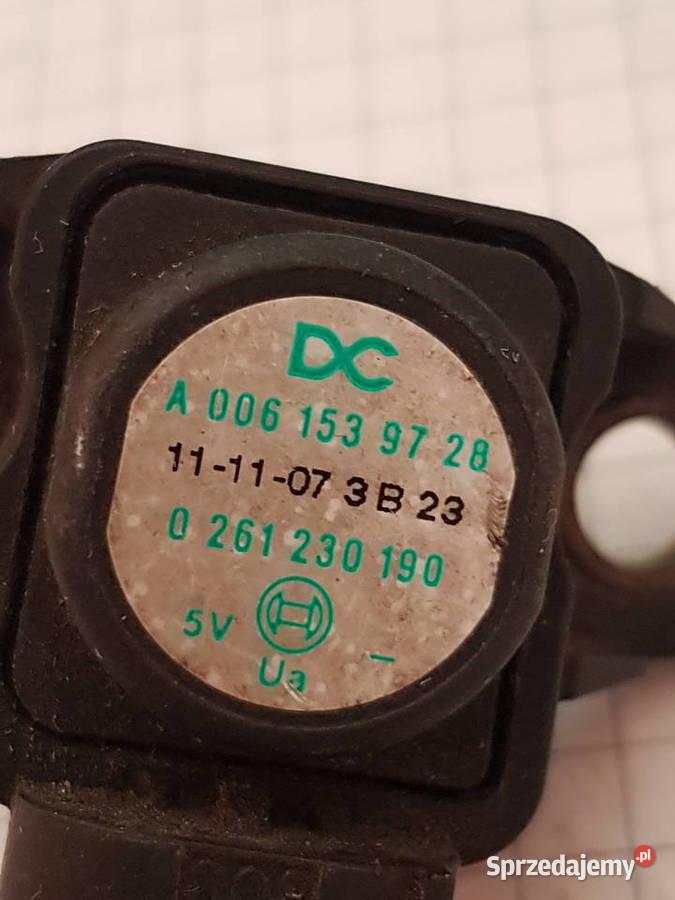 DC
A 006 153 97 28
11-11-07 3 B 23
0 261 230 190
5V Ua –
Sprzedajemy.pl